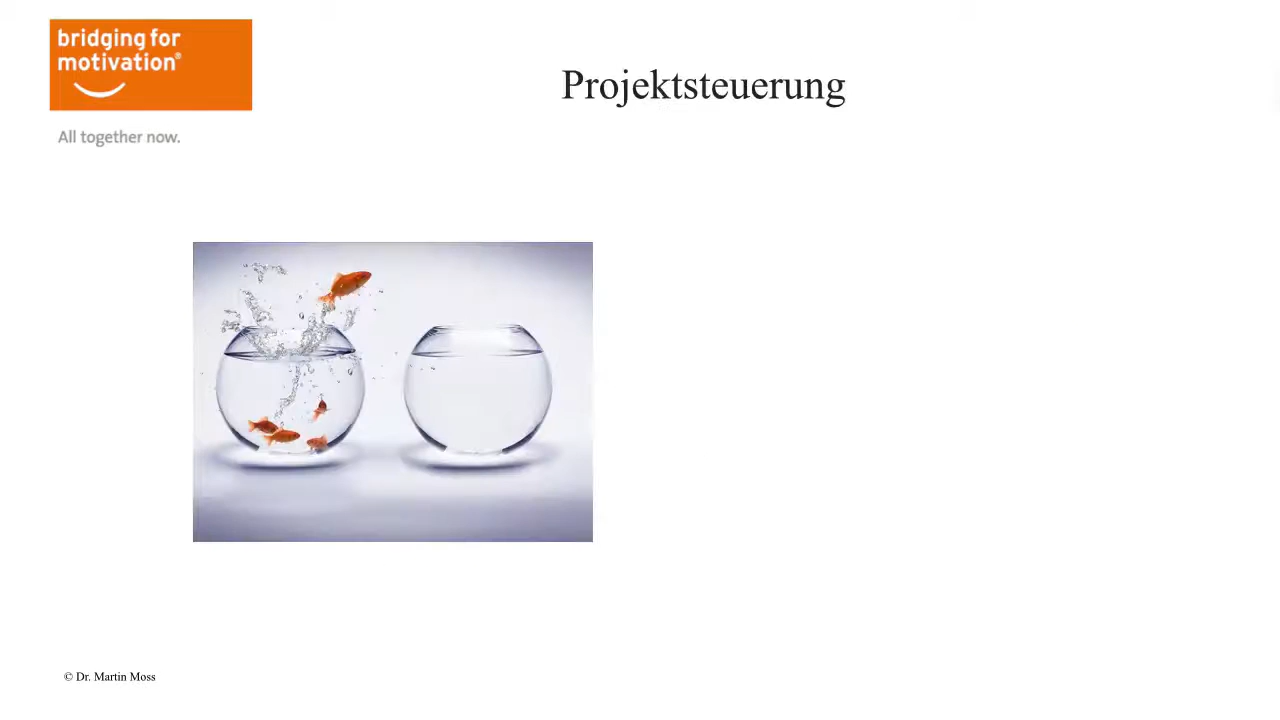 bridging for
motivation®
All together now.
Projektsteuerung
© Dr. Martin Moss